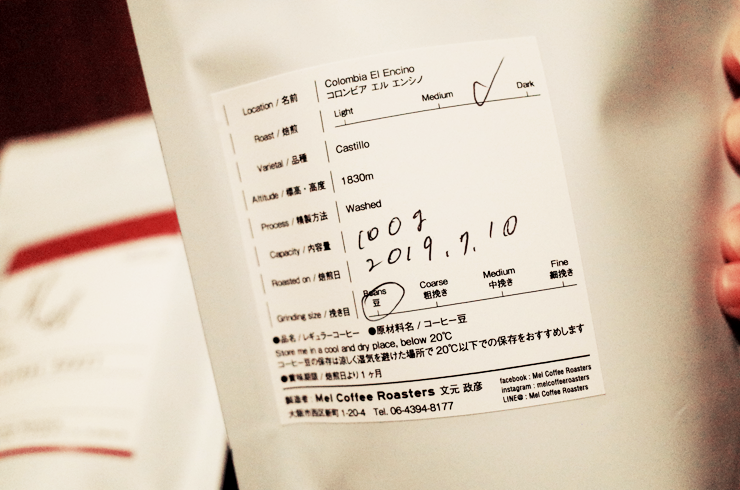 Location / 名前 Colombia El Encino
コロンビア エル エンシノ
Roast / 焙煎 Light Medium Dark
Varietal / 品種 Castillo
Altitude / 標高・高度 1830m
Process / 精製方法 Washed
Capacity / 内容量 100g
Roasted on / 焙煎日 2019.7.10
Grinding size / 挽き目 Beans 豆 Coarse 粗挽き Medium 中挽き Fine 細挽き
●品名 / レギュラーコーヒー ●原材料名 / コーヒー豆
Store me in a cool and dry place, below 20℃
コーヒー豆の保存は涼しく湿気を避けた場所で20℃以下での保存をおすすめします
●賞味期限 / 焙煎日より1ヶ月
製造者 Mel Coffee Roasters 文元 政彦
大阪市西区新町1-20-4 Tel. 06-4394-8177
facebook : Mel Coffee Roasters
instagram : melcoffeeroasters
LINE@ : Mel Coffee Roasters